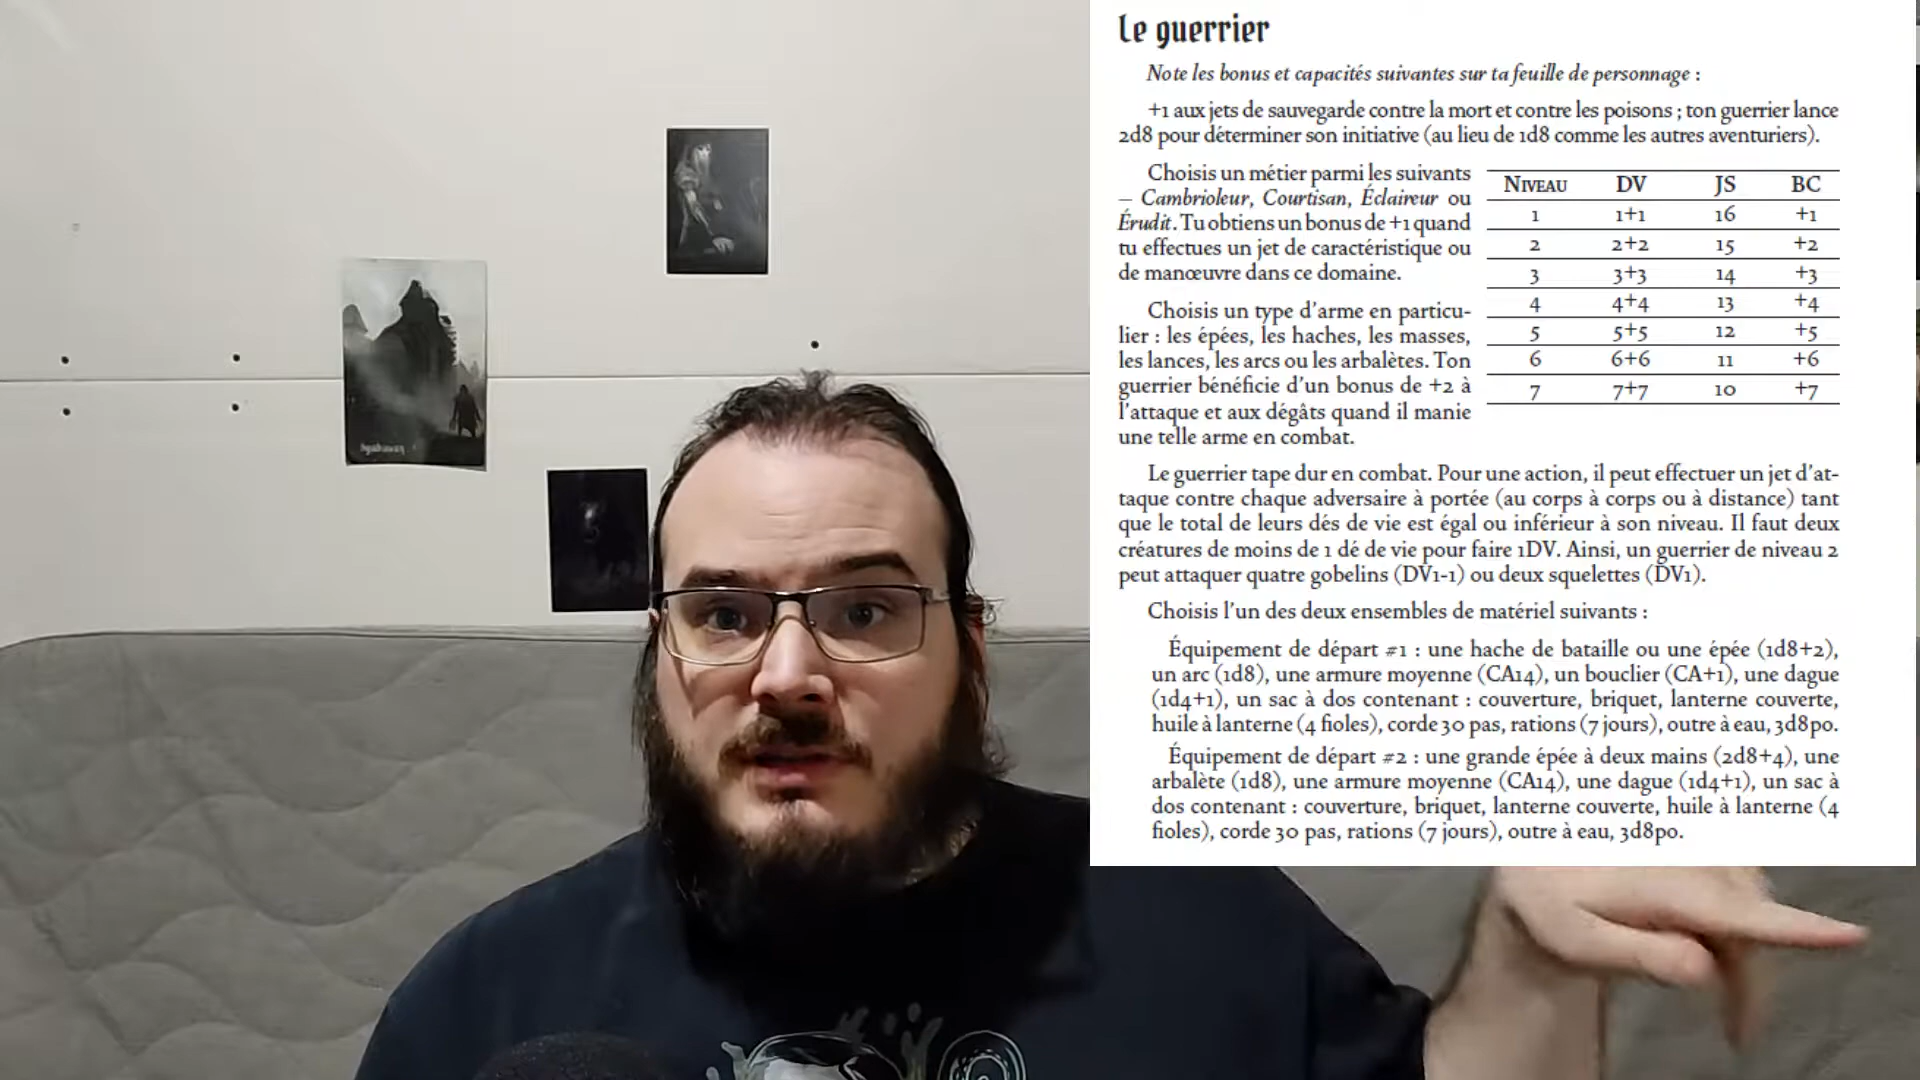 Le guerrier
Note les bonus et capacités suivantes sur ta feuille de personnage :
+1 aux jets de sauvegarde contre la mort et contre les poisons ; ton guerrier lance
2d8 pour déterminer son initiative (au lieu de 1d8 comme les autres aventuriers).
Choisis un métier parmi les suivants
– Cambrioleur, Courtisan, Éclaireur ou
Érudit. Tu obtiens un bonus de +1 quand
tu effectues un jet de caractéristique ou
de manœuvre dans ce domaine.
Choisis un type d'arme en particu-
lier : les épées, les haches, les masses,
les lances, les arcs ou les arbalètes. Ton
guerrier bénéficie d'un bonus de +2 à
l'attaque et aux dégâts quand il manie
une telle arme en combat.
NIVEAU DV JS BC
1 1+1 16 +1
2 2+2 15 +2
3 3+3 14 +3
4 4+4 13 +4
5 5+5 12 +5
6 6+6 11 +6
7 7+7 10 +7
Le guerrier tape dur en combat. Pour une action, il peut effectuer un jet d'at-
taque contre chaque adversaire à portée (au corps à corps ou à distance) tant
que le total de leurs dés de vie est égal ou inférieur à son niveau. Il faut deux
créatures de moins de 1 dé de vie pour faire 1DV. Ainsi, un guerrier de niveau 2
peut attaquer quatre gobelins (DV1-1) ou deux squelettes (DV1).
Choisis l'un des deux ensembles de matériel suivants :
Équipement de départ #1 : une hache de bataille ou une épée (1d8+2),
un arc (1d8), une armure moyenne (CA14), un bouclier (CA+1), une dague
(1d4+1), un sac à dos contenant : couverture, briquet, lanterne couverte,
huile à lanterne (4 fioles), corde 30 pas, rations (7 jours), outre à eau, 3d8po.
Équipement de départ #2 : une grande épée à deux mains (2d8+4), une
arbalète (1d8), une armure moyenne (CA14), une dague (1d4+1), un sac à
dos contenant : couverture, briquet, lanterne couverte, huile à lanterne (4
fioles), corde 30 pas, rations (7 jours), outre à eau, 3d8po.